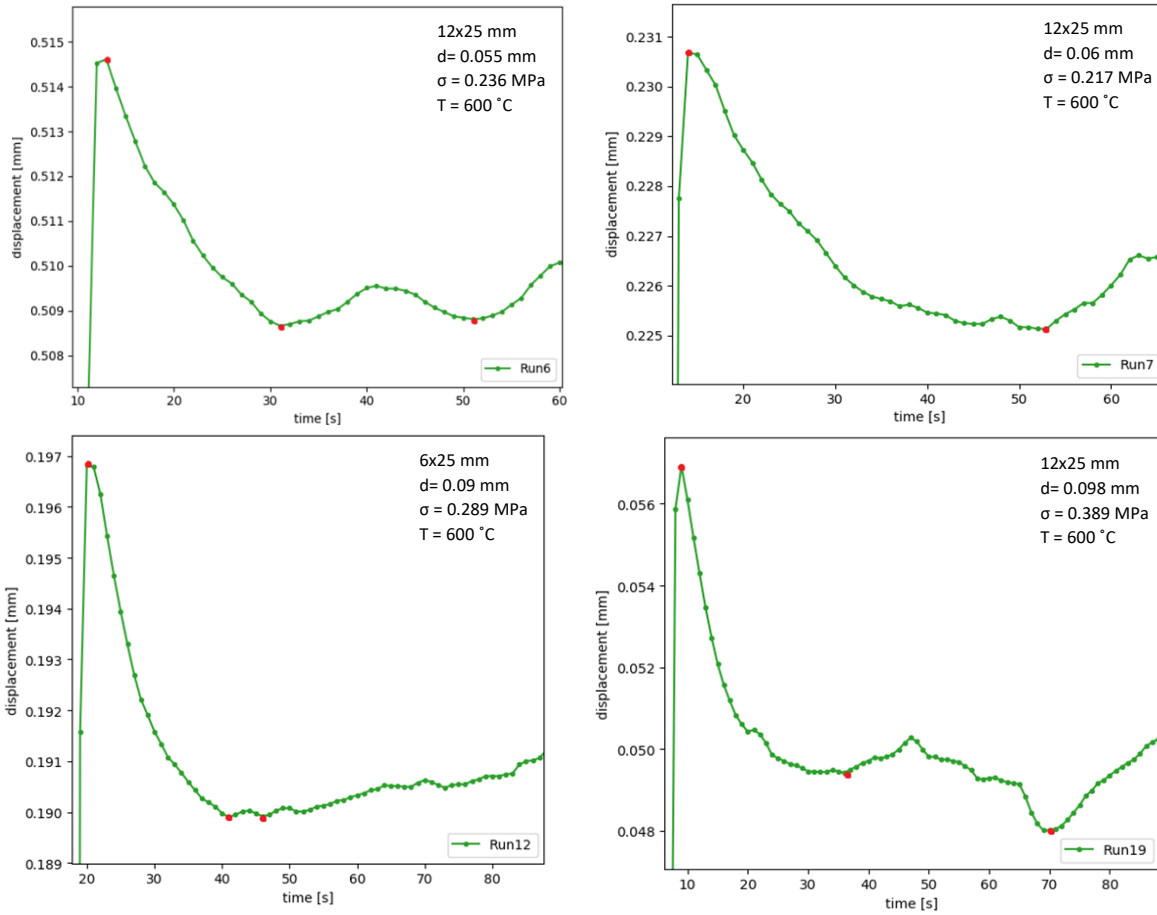 12x25 mm
d= 0.055 mm
σ = 0.236 MPa
T = 600 ˚C
displacement [mm]
0.515
0.514
0.513
0.512
0.511
0.510
0.509
0.508
Run6
10 20 30 40 50 60
time [s]
12x25 mm
d= 0.06 mm
σ = 0.217 MPa
T = 600 ˚C
displacement [mm]
0.231
0.230
0.229
0.228
0.227
0.226
0.225
Run7
20 30 40 50 60
time [s]
6x25 mm
d= 0.09 mm
σ = 0.289 MPa
T = 600 ˚C
displacement [mm]
0.197
0.196
0.195
0.194
0.193
0.192
0.191
0.190
0.189
Run12
20 30 40 50 60 70 80
time [s]
12x25 mm
d= 0.098 mm
σ = 0.389 MPa
T = 600 ˚C
displacement [mm]
0.056
0.054
0.052
0.050
0.048
Run19
10 20 30 40 50 60 70 80
time [s]